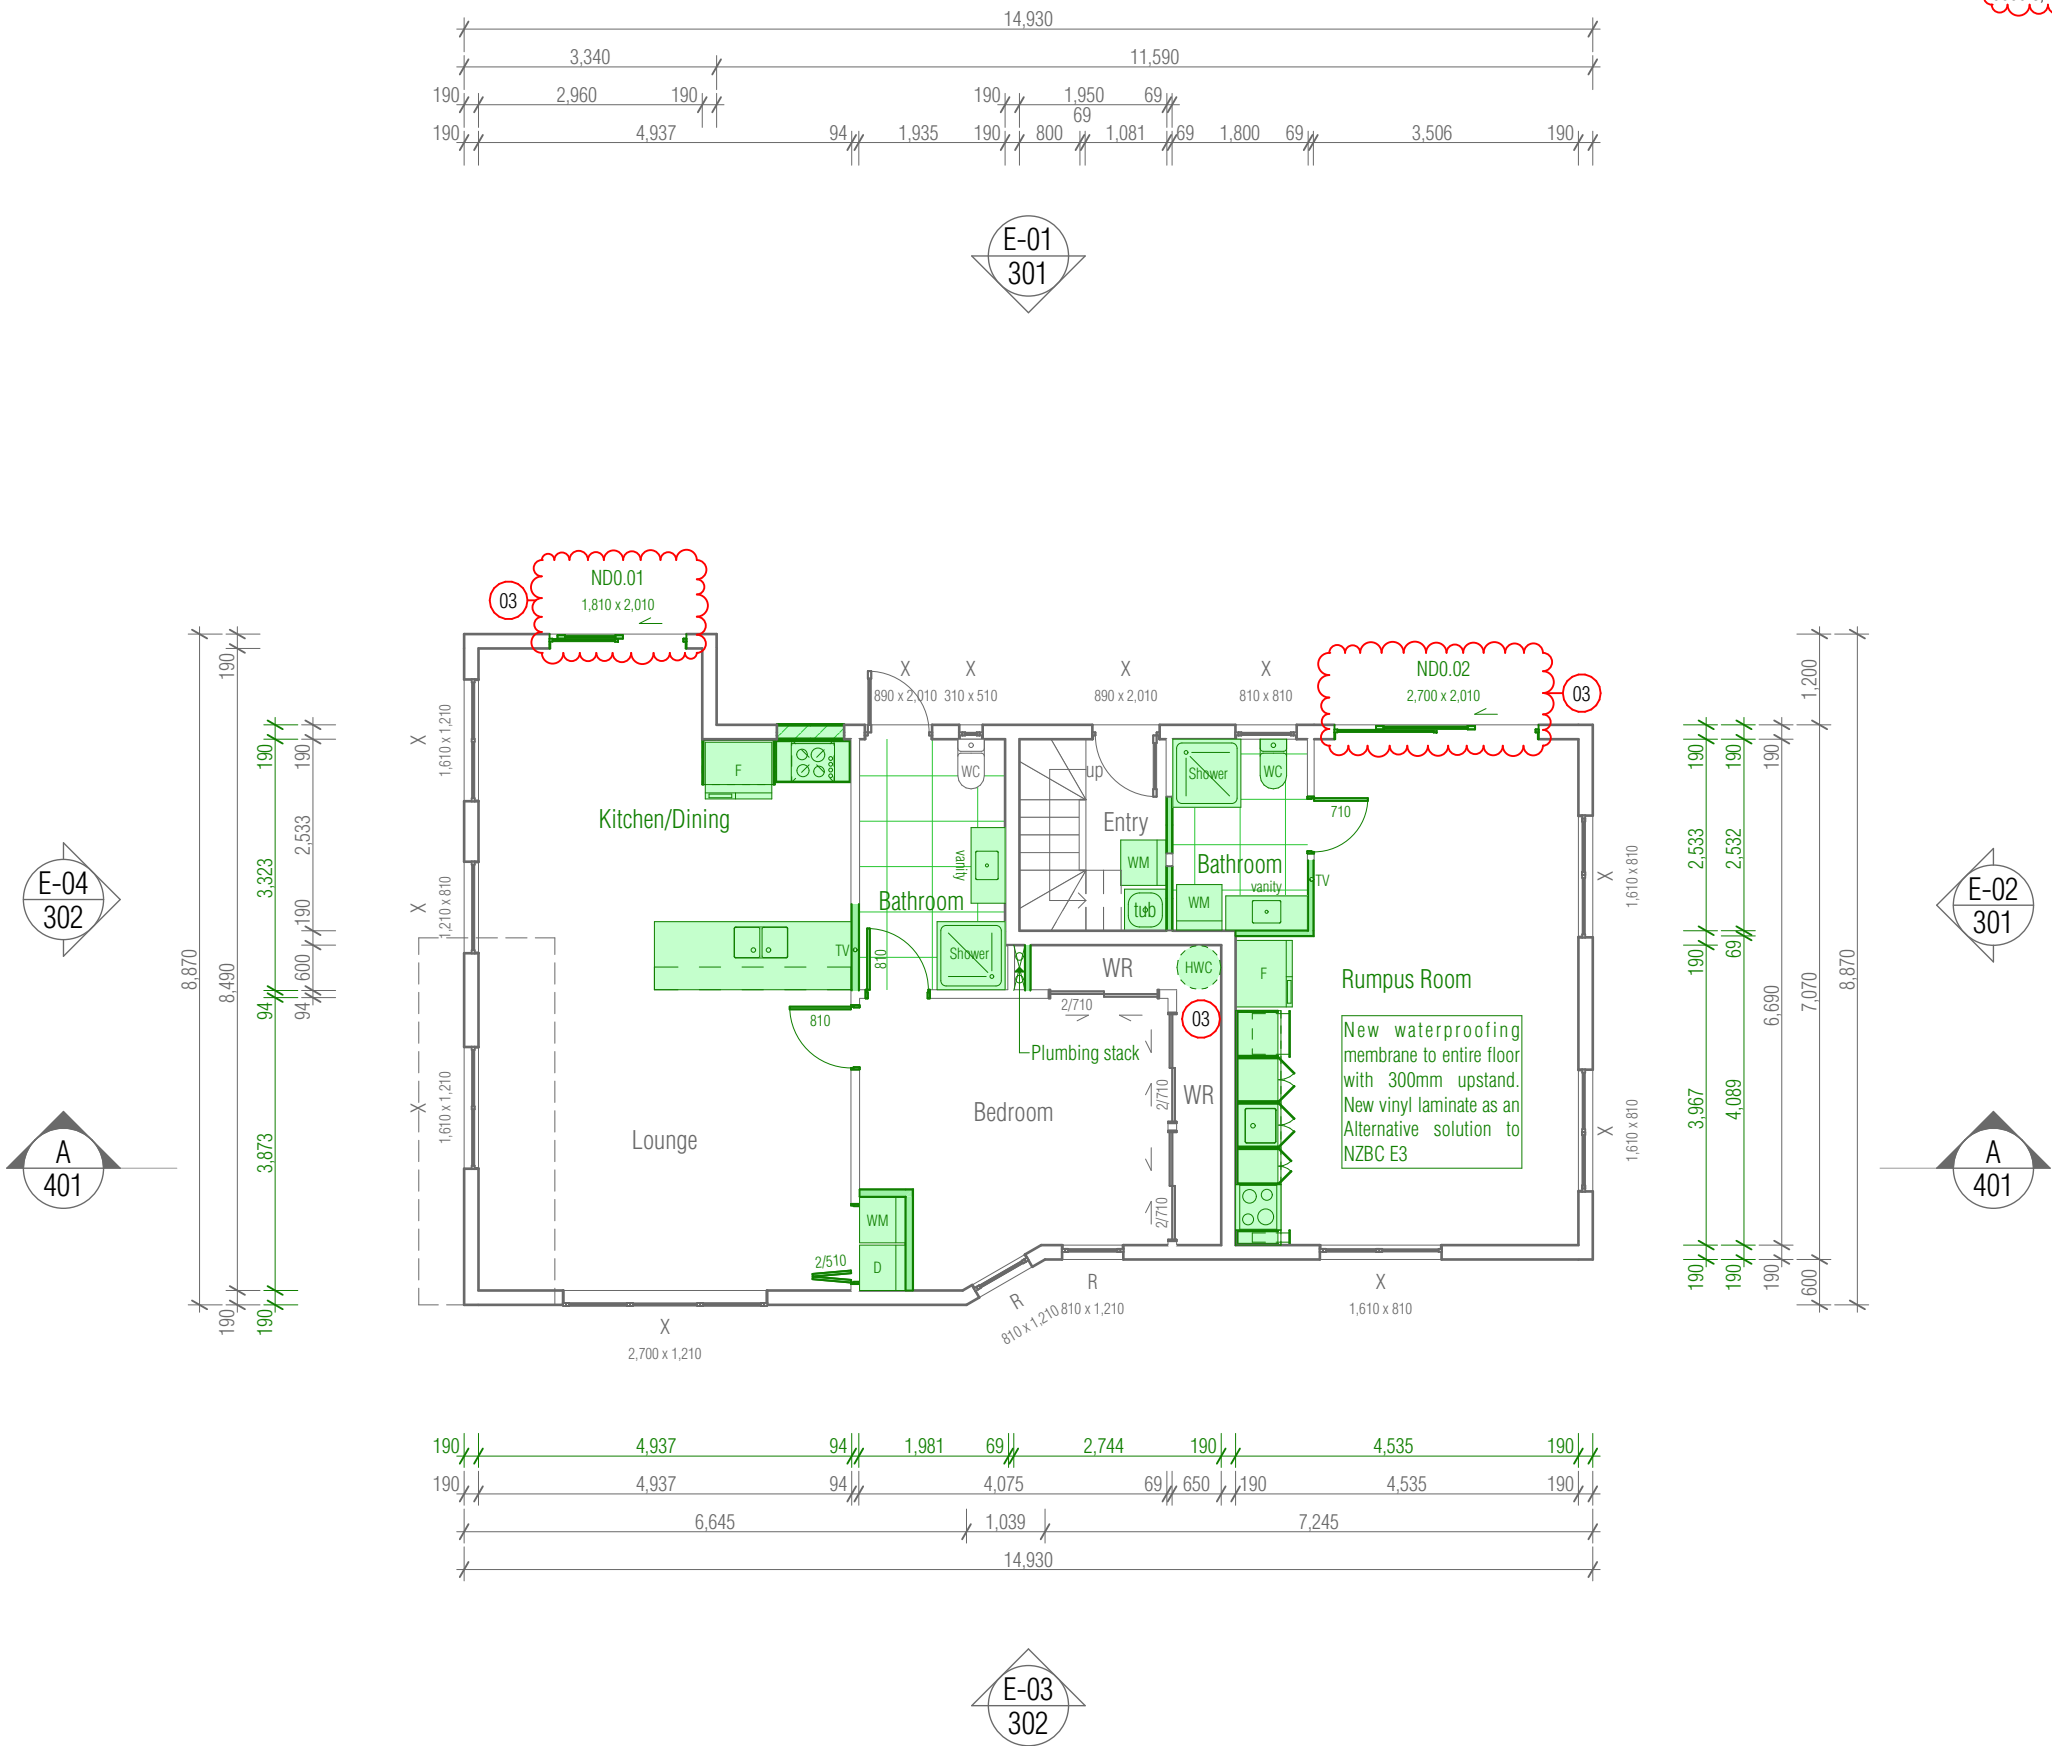 14,930
3,340
11,590
190
2,960
190
190
1,950
69
190
4,937
94
1,935
190
800
69
1,081
69
1,800
69
3,506
190
E-01
301
ND0.01
1,810 x 2,010
03
ND0.02
2,700 x 2,010
03
X
890 x 2,010
X
310 x 510
X
890 x 2,010
X
810 x 810
8,870
190
8,490
190
190
3,323
94
3,873
190
190
2,533
190
600
94
X
1,610 x 1,210
X
1,210 x 810
X
1,610 x 1,210
E-04
302
A
401
F
Kitchen/Dining
WC
vanity
Bathroom
Shower
TV
810
810
up
Entry
WM
tub
Shower
WC
710
Bathroom
vanity
WM
TV
WR
HWC
F
2/710
03
Plumbing stack
2/710
WR
2/710
Bedroom
Lounge
WM
D
2/510
Rumpus Room
New waterproofing
membrane to entire floor
with 300mm upstand.
New vinyl laminate as an
Alternative solution to
NZBC E3
X
1,610 x 810
X
1,610 x 810
190
2,533
190
3,967
190
190
2,532
69
4,089
190
190
6,690
190
1,200
7,070
600
8,870
E-02
301
A
401
X
2,700 x 1,210
R
810 x 1,210
R
810 x 1,210
X
1,610 x 810
190
4,937
94
1,981
69
2,744
190
4,535
190
190
4,937
94
4,075
69
650
190
4,535
190
6,645
1,039
7,245
14,930
E-03
302